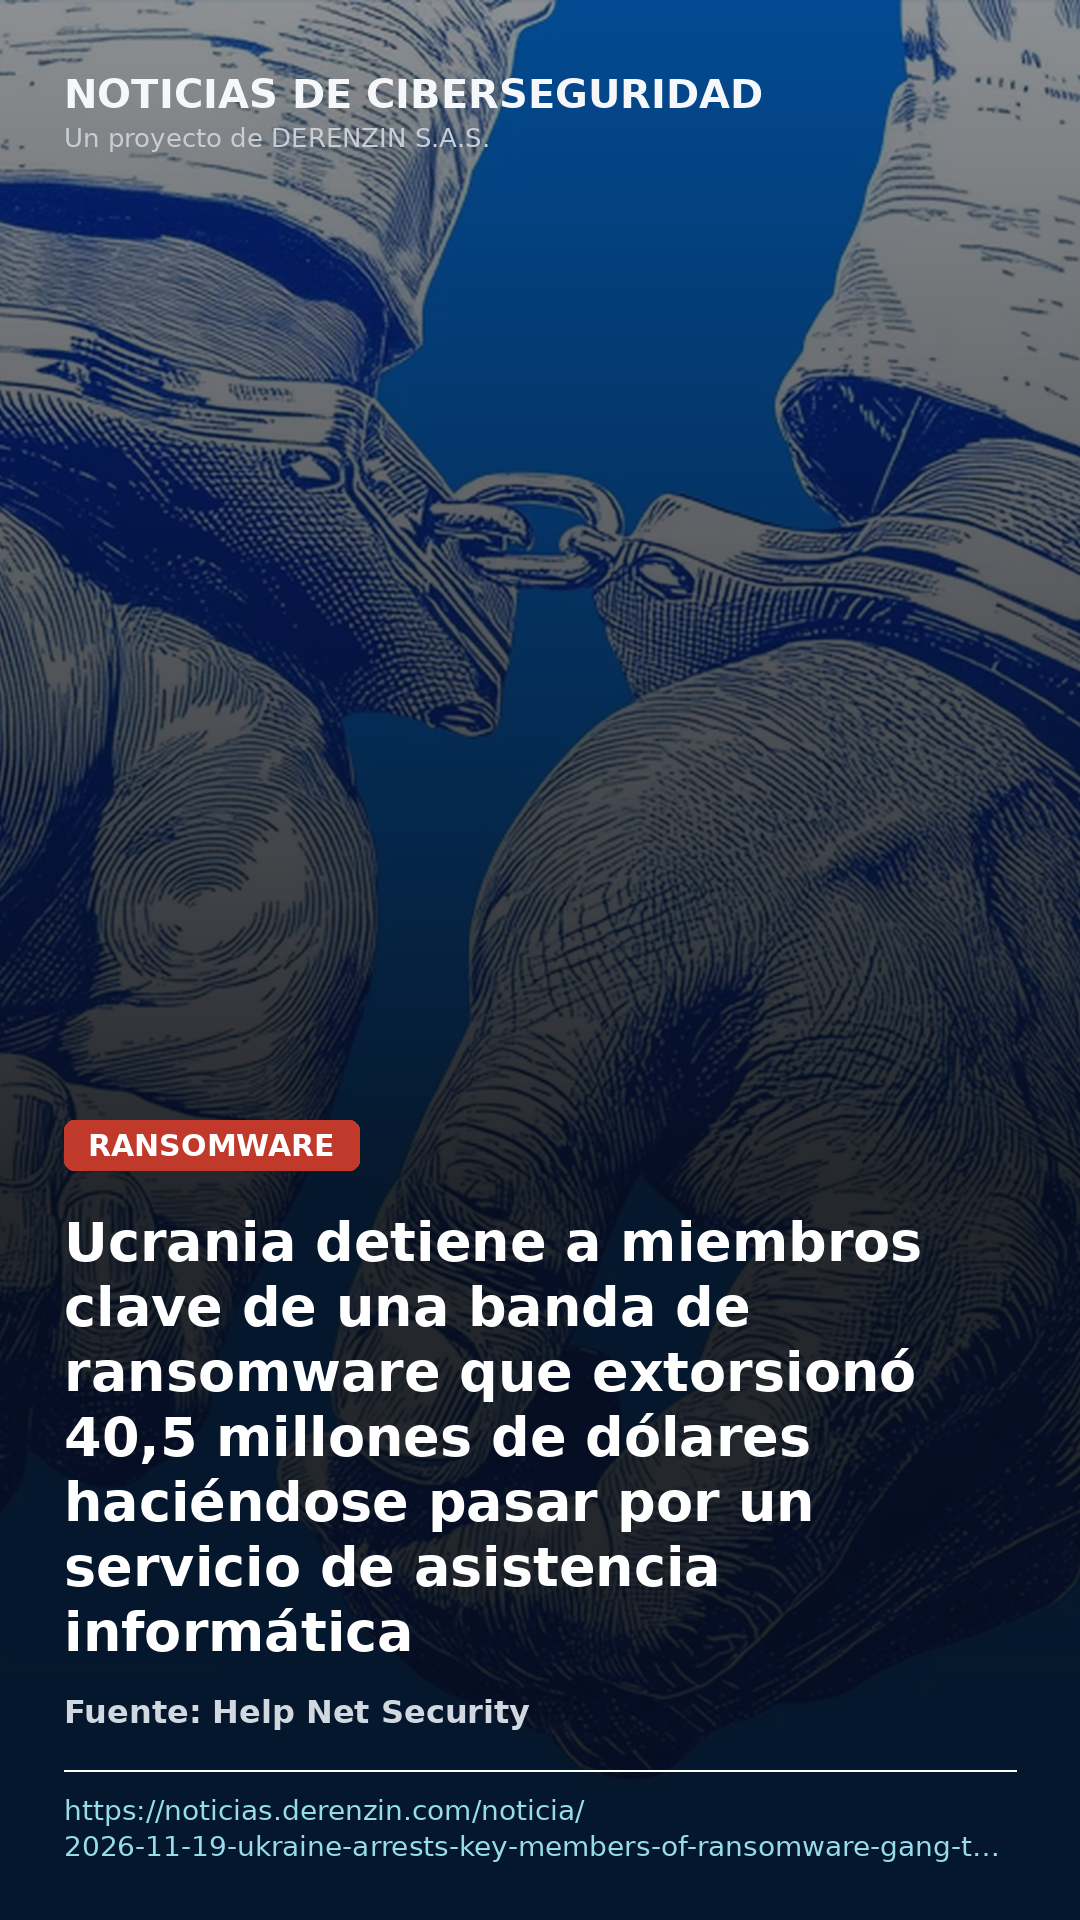 NOTICIAS DE CIBERSEGURIDAD
Un proyecto de DERENZIN S.A.S.
RANSOMWARE
Ucrania detiene a miembros
clave de una banda de
ransomware que extorsionó
40,5 millones de dólares
haciéndose pasar por un
servicio de asistencia
informática
Fuente: Help Net Security
https://noticias.derenzin.com/noticia/
2026-11-19-ukraine-arrests-key-members-of-ransomware-gang-t...